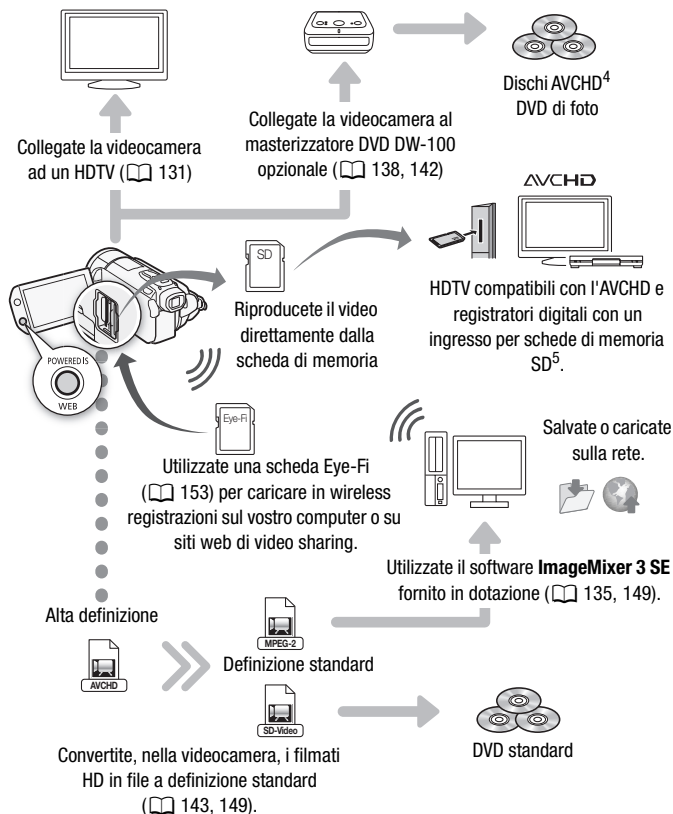 Dischi AVCHD4
DVD di foto
Collegate la videocamera
ad un HDTV (131)
Collegate la videocamera al
masterizzatore DVD DW-100
opzionale (138, 142)
AVCHD
SD
Riproducete il video
direttamente dalla
scheda di memoria
HDTV compatibili con l'AVCHD e
registratori digitali con un
ingresso per schede di memoria
SD5.
POWERED IS
WEB
Eye-Fi
Utilizzate una scheda Eye-Fi
(153) per caricare in wireless
registrazioni sul vostro computer o su
siti web di video sharing.
Salvate o caricate
sulla rete.
Utilizzate il software ImageMixer 3 SE
fornito in dotazione (135, 149).
Alta definizione
AVCHD
MPEG-2
Definizione standard
SD-Video
DVD standard
Convertite, nella videocamera, i filmati
HD in file a definizione standard
(143, 149).